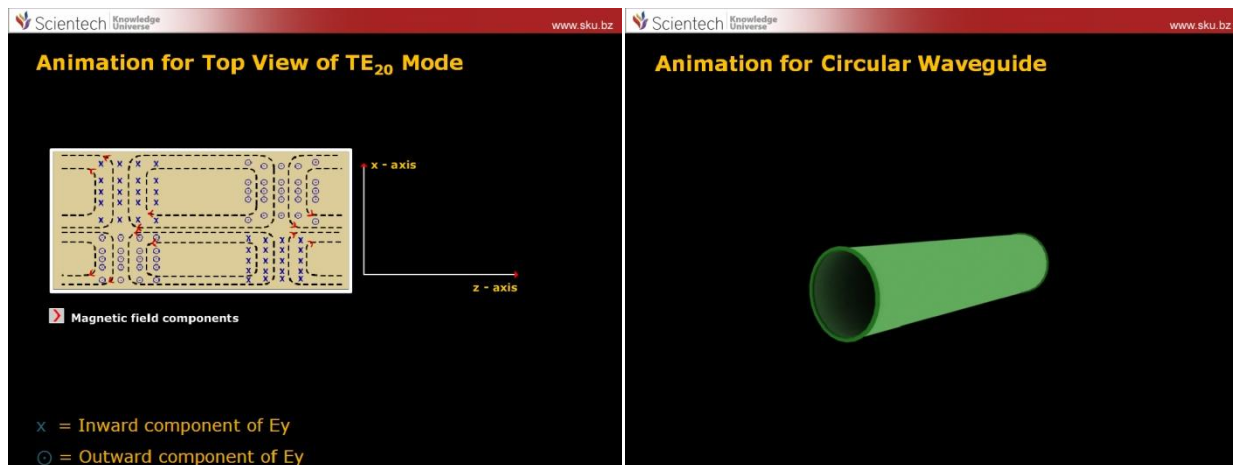 Scientech Knowledge Universe
www.sku.bz
Animation for Top View of TE20 Mode
x - axis
z - axis
Magnetic field components
x = Inward component of Ey
⊙ = Outward component of Ey
Scientech Knowledge Universe
www.sku.bz
Animation for Circular Waveguide